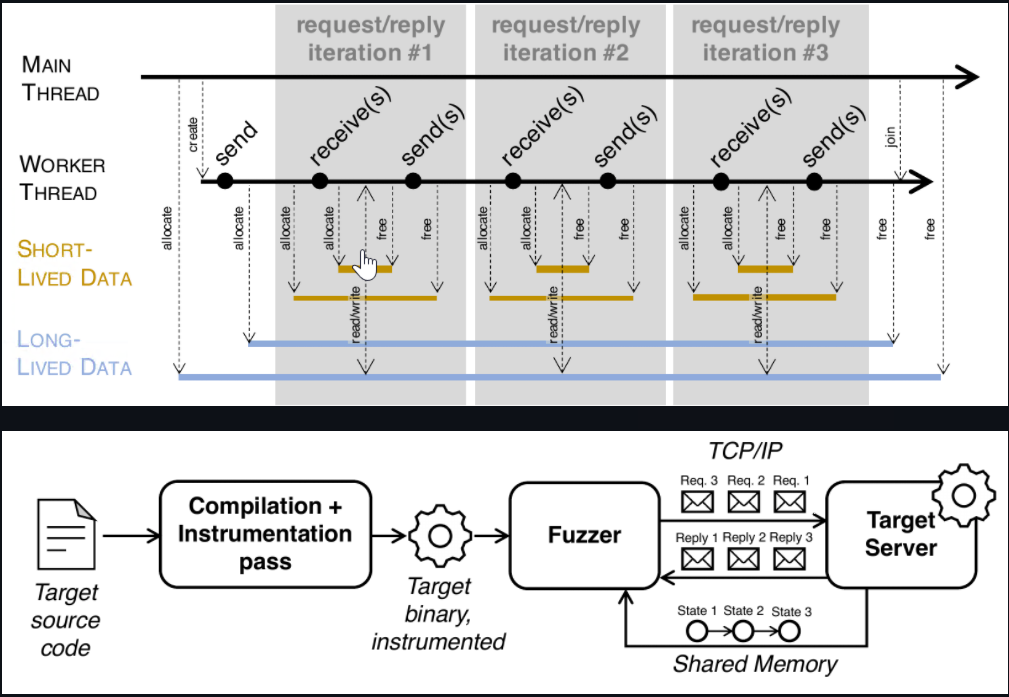 request/reply
iteration #1
request/reply
iteration #2
request/reply
iteration #3
MAIN
THREAD
create
send
receive(s)
send(s)
receive(s)
send(s)
receive(s)
send(s)
join
WORKER
THREAD
allocate
allocate
allocate
allocate
free
free
allocate
allocate
free
free
allocate
allocate
free
free
free
free
SHORT-
LIVED DATA
read/write
read/write
read/write
LONG-
LIVED DATA
TCP/IP
Req. 3 Req. 2 Req. 1
Compilation +
Instrumentation
pass
Fuzzer
Target
Server
Reply 1 Reply 2 Reply 3
Target
source
code
Target
binary,
instrumented
State 1 State 2 State 3
Shared Memory